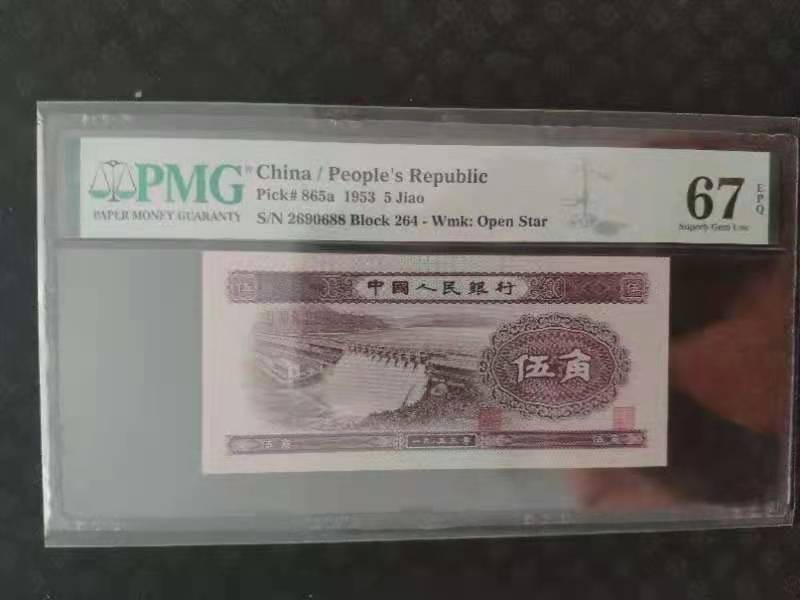 PMG
PAPER MONEY GUARANTY
China / People's Republic
Pick# 865a 1953 5 Jiao
S/N 2690688 Block 264 - Wmk: Open Star
67
EPQ
Superb Gem Unc
中國人民銀行
伍角
伍角
一九五三年
伍角